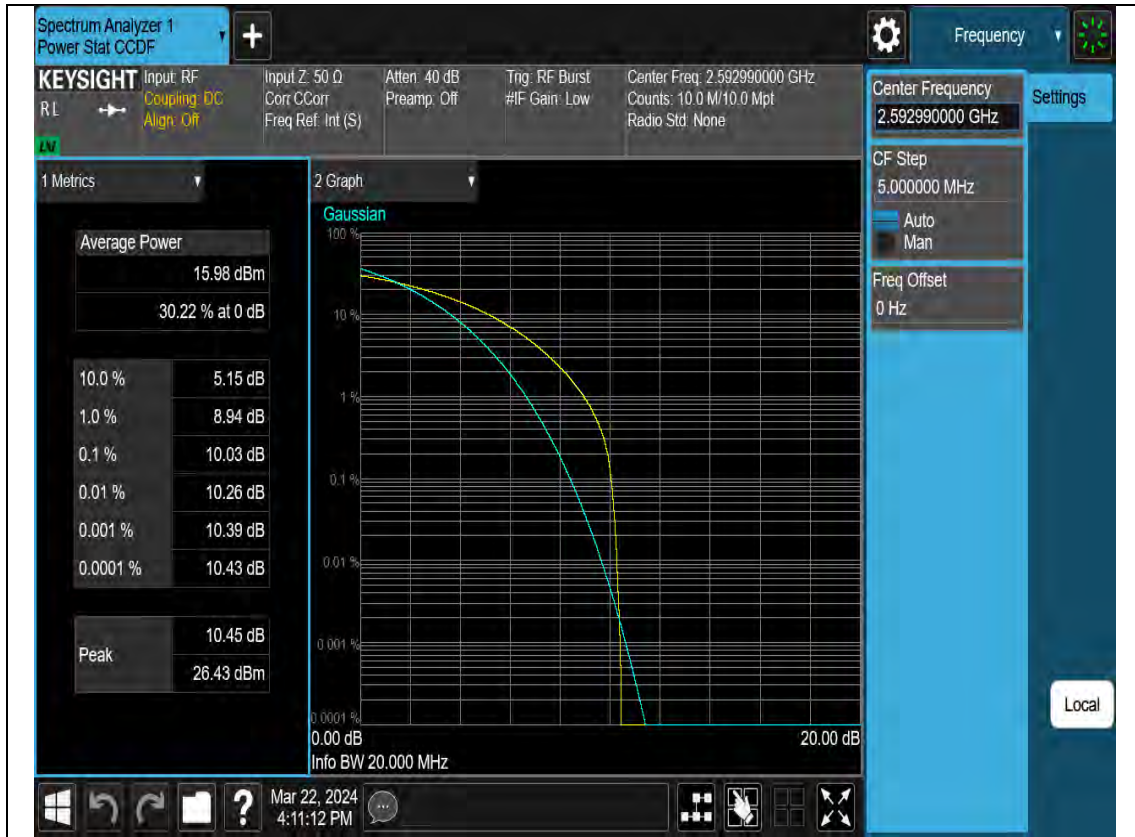 Spectrum Analyzer 1
Power Stat CCDF
+
Frequency
KEYSIGHT
RL
LNI
Input: RF
Coupling: DC
Align: Off
Input Z: 50 Ω
Corr CCorr
Freq Ref: Int (S)
Atten: 40 dB
Preamp: Off
Trig: RF Burst
#IF Gain: Low
Center Freq: 2.592990000 GHz
Counts: 10.0 M/10.0 Mpt
Radio Std: None
Center Frequency
2.592990000 GHz
Settings
CF Step
5.000000 MHz
Auto
Man
Freq Offset
0 Hz
Local
1 Metrics
Average Power
15.98 dBm
30.22 % at 0 dB
10.0 % 5.15 dB
1.0 % 8.94 dB
0.1 % 10.03 dB
0.01 % 10.26 dB
0.001 % 10.39 dB
0.0001 % 10.43 dB
Peak 10.45 dB
26.43 dBm
2 Graph
Gaussian
100 %
10 %
1 %
0.1 %
0.01 %
0.001 %
0.0001 %
0.00 dB 20.00 dB
Info BW 20.000 MHz
?
Mar 22, 2024
4:11:12 PM